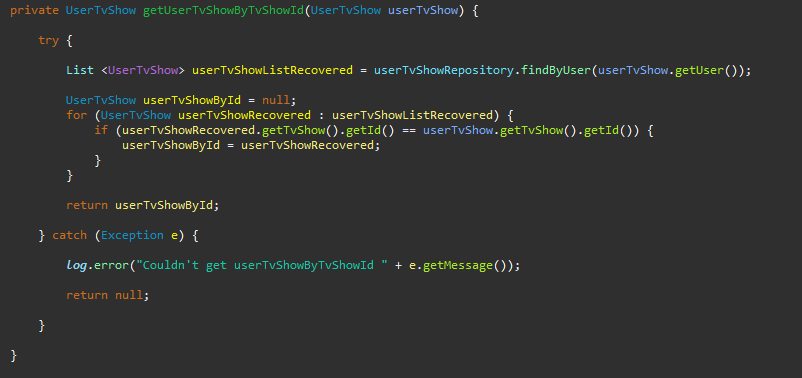 private UserTvShow getUserTvShowByTvShowId(UserTvShow userTvShow) {
try {
List <UserTvShow> userTvShowListRecovered = userTvShowRepository.findByUser(userTvShow.getUser());
UserTvShow userTvShowById = null;
for (UserTvShow userTvShowRecovered : userTvShowListRecovered) {
if (userTvShowRecovered.getTvShow().getId() == userTvShow.getTvShow().getId()) {
userTvShowById = userTvShowRecovered;
}
}
return userTvShowById;
} catch (Exception e) {
log.error("Couldn't get userTvShowByTvShowId " + e.getMessage());
return null;
}
}